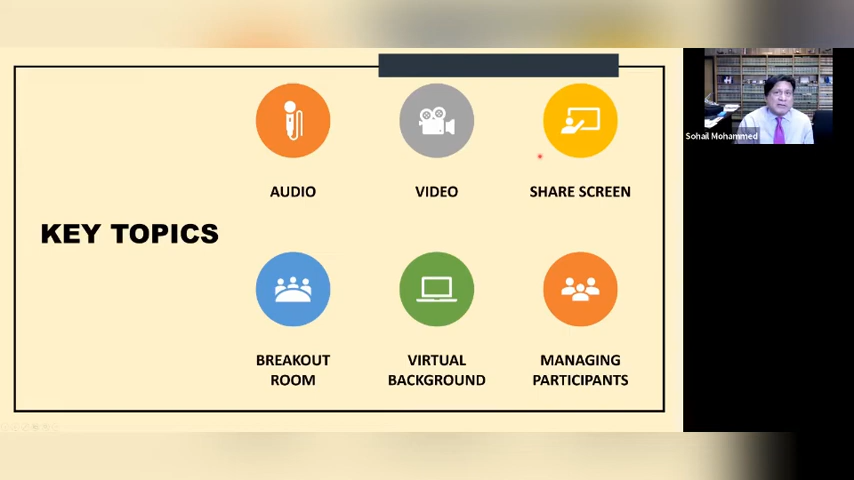 KEY TOPICS
AUDIO
VIDEO
SHARE SCREEN
BREAKOUT
ROOM
VIRTUAL
BACKGROUND
MANAGING
PARTICIPANTS
Sohail Mohammed